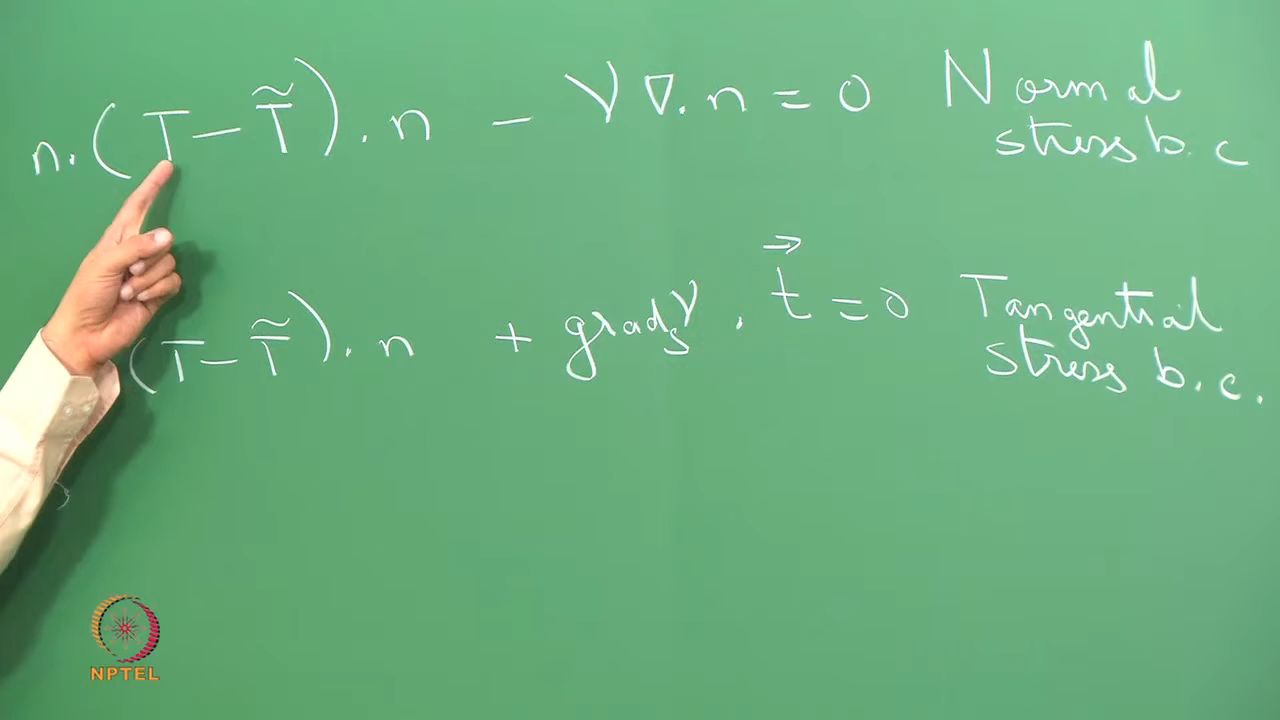 n. (T – T̃) . n – γ ∇. n = 0 Normal
stress b. c
(T – T̃) . n + grad_s γ . t⃗ = 0 Tangential
stress b. c.
NPTEL